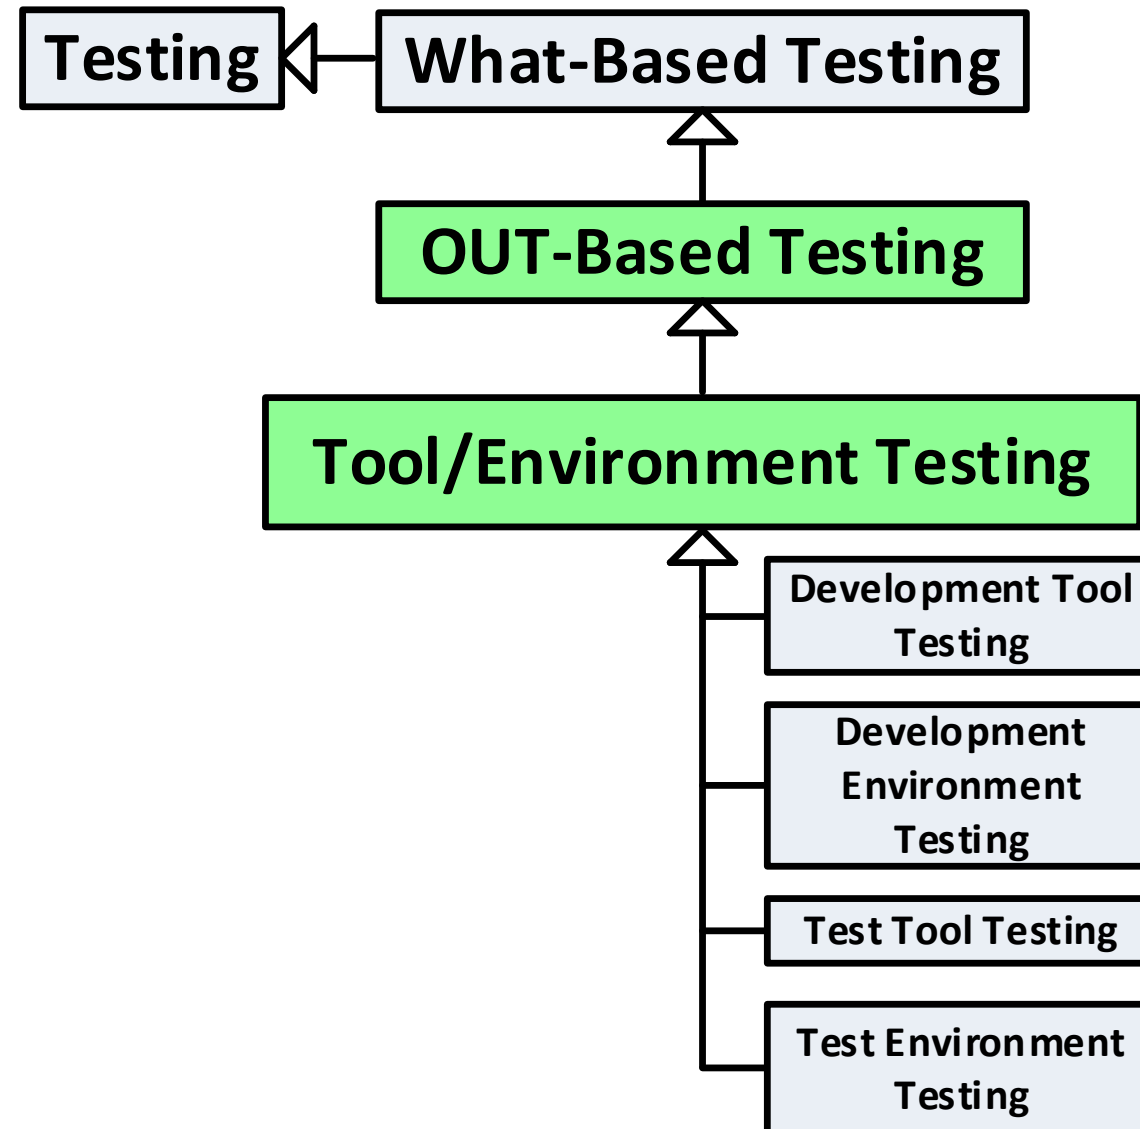 Testing
What-Based Testing
OUT-Based Testing
Tool/Environment Testing
Development Tool
Testing
Development
Environment
Testing
Test Tool Testing
Test Environment
Testing